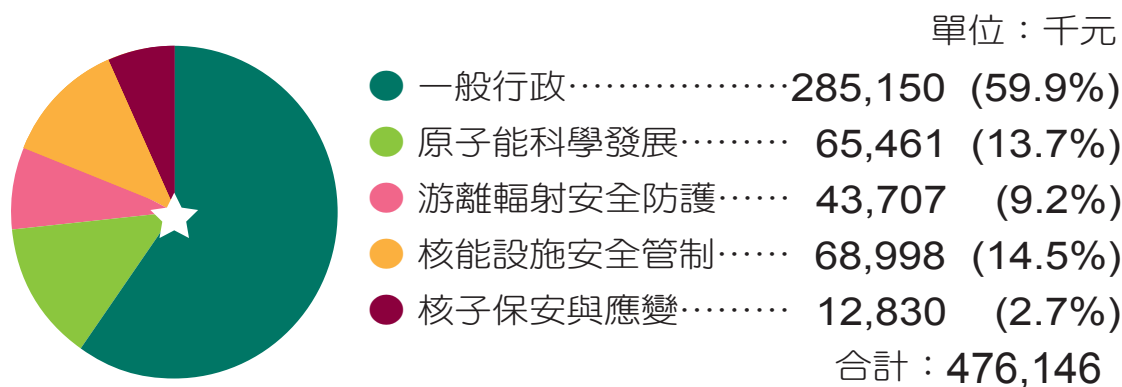 單位：千元
一般行政………………285,150 (59.9%)
原子能科學發展……… 65,461 (13.7%)
游離輻射安全防護…… 43,707 (9.2%)
核能設施安全管制…… 68,998 (14.5%)
核子保安與應變……… 12,830 (2.7%)
合計：476,146